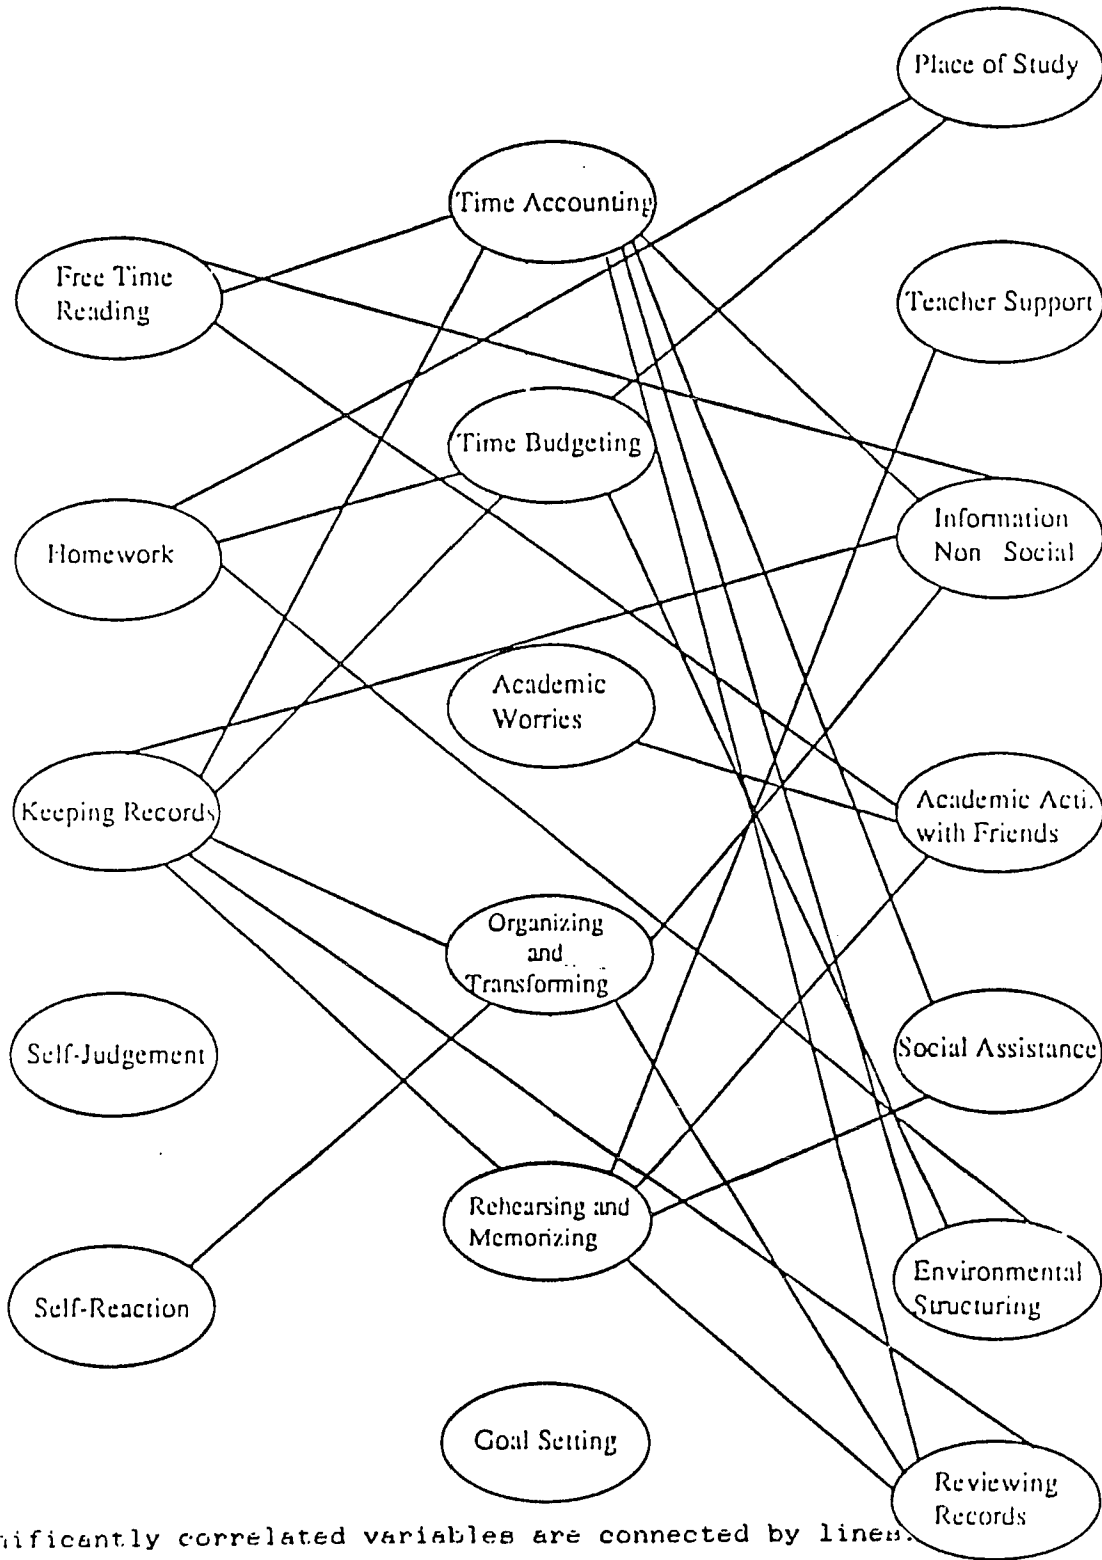 Place of Study
Time Accounting
Free Time
Reading
Teacher Support
Time Budgeting
Information
Non Social
Homework
Academic
Worries
Keeping Records
Academic Acti.
with Friends
Organizing
and
Transforming
Self-Judgement
Social Assistance
Rehearsing and
Memorizing
Environmental
Structuring
Self-Reaction
Goal Setting
Reviewing
Records
nificantly correlated variables are connected by lines.